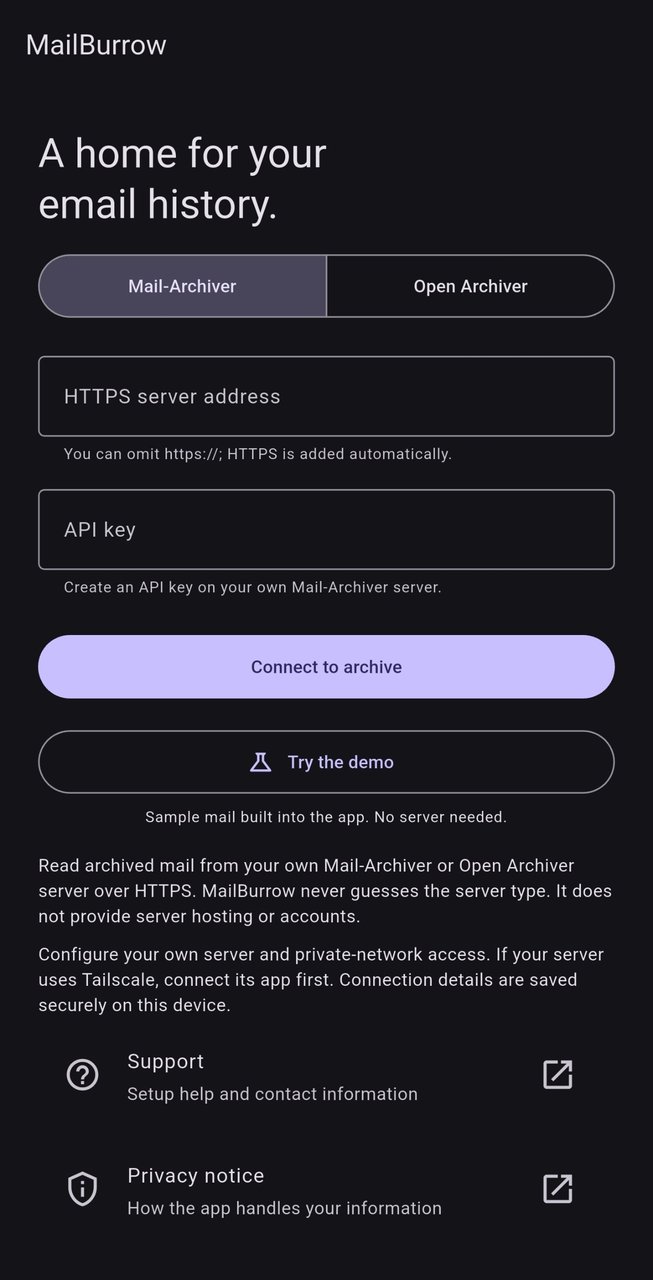 MailBurrow
A home for your
email history.
Mail-Archiver
Open Archiver
HTTPS server address
You can omit https://; HTTPS is added automatically.
API key
Create an API key on your own Mail-Archiver server.
Connect to archive
Try the demo
Sample mail built into the app. No server needed.
Read archived mail from your own Mail-Archiver or Open Archiver
server over HTTPS. MailBurrow never guesses the server type. It does
not provide server hosting or accounts.
Configure your own server and private-network access. If your server
uses Tailscale, connect its app first. Connection details are saved
securely on this device.
Support
Setup help and contact information
Privacy notice
How the app handles your information